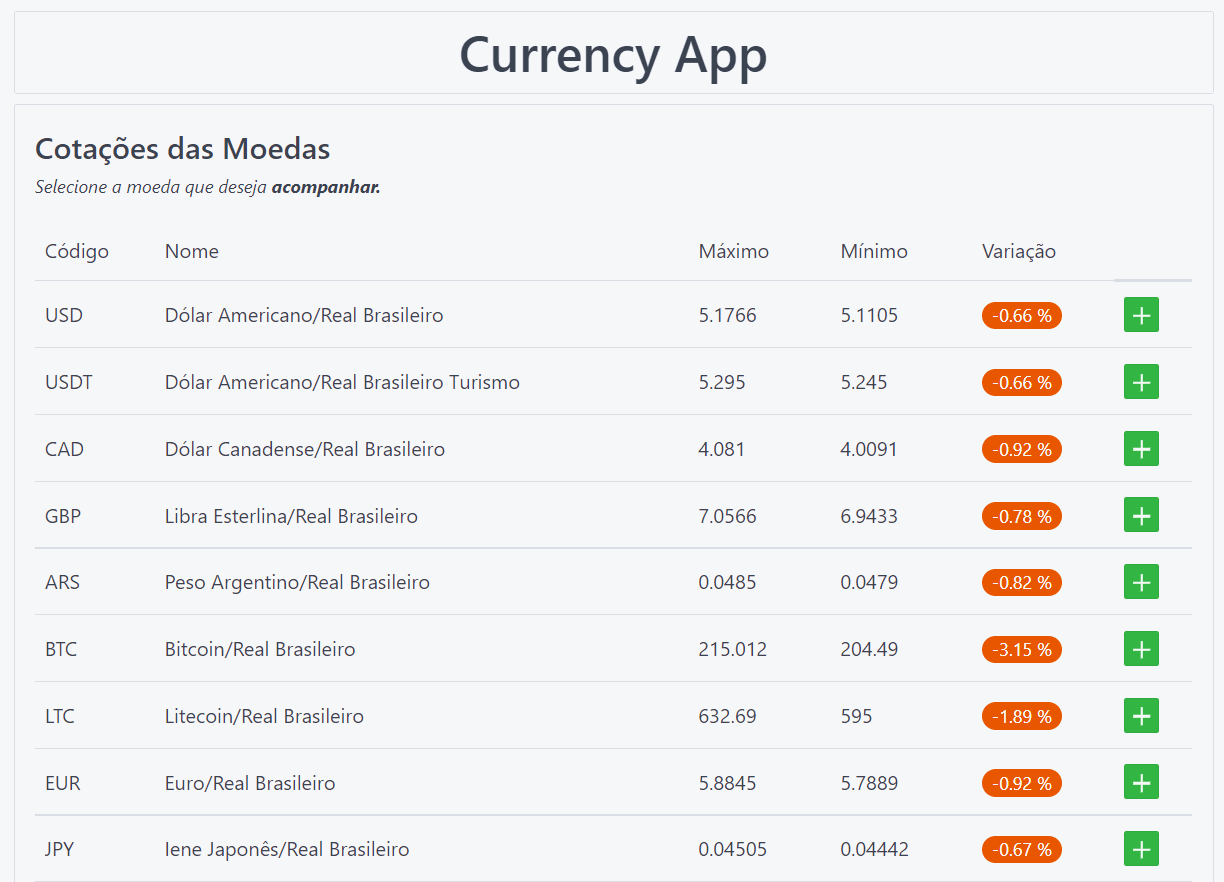 Currency App
Cotações das Moedas
Selecione a moeda que deseja acompanhar.
Código Nome Máximo Mínimo Variação
USD Dólar Americano/Real Brasileiro 5.1766 5.1105 -0.66 % +
USDT Dólar Americano/Real Brasileiro Turismo 5.295 5.245 -0.66 % +
CAD Dólar Canadense/Real Brasileiro 4.081 4.0091 -0.92 % +
GBP Libra Esterlina/Real Brasileiro 7.0566 6.9433 -0.78 % +
ARS Peso Argentino/Real Brasileiro 0.0485 0.0479 -0.82 % +
BTC Bitcoin/Real Brasileiro 215.012 204.49 -3.15 % +
LTC Litecoin/Real Brasileiro 632.69 595 -1.89 % +
EUR Euro/Real Brasileiro 5.8845 5.7889 -0.92 % +
JPY Iene Japonês/Real Brasileiro 0.04505 0.04442 -0.67 % +